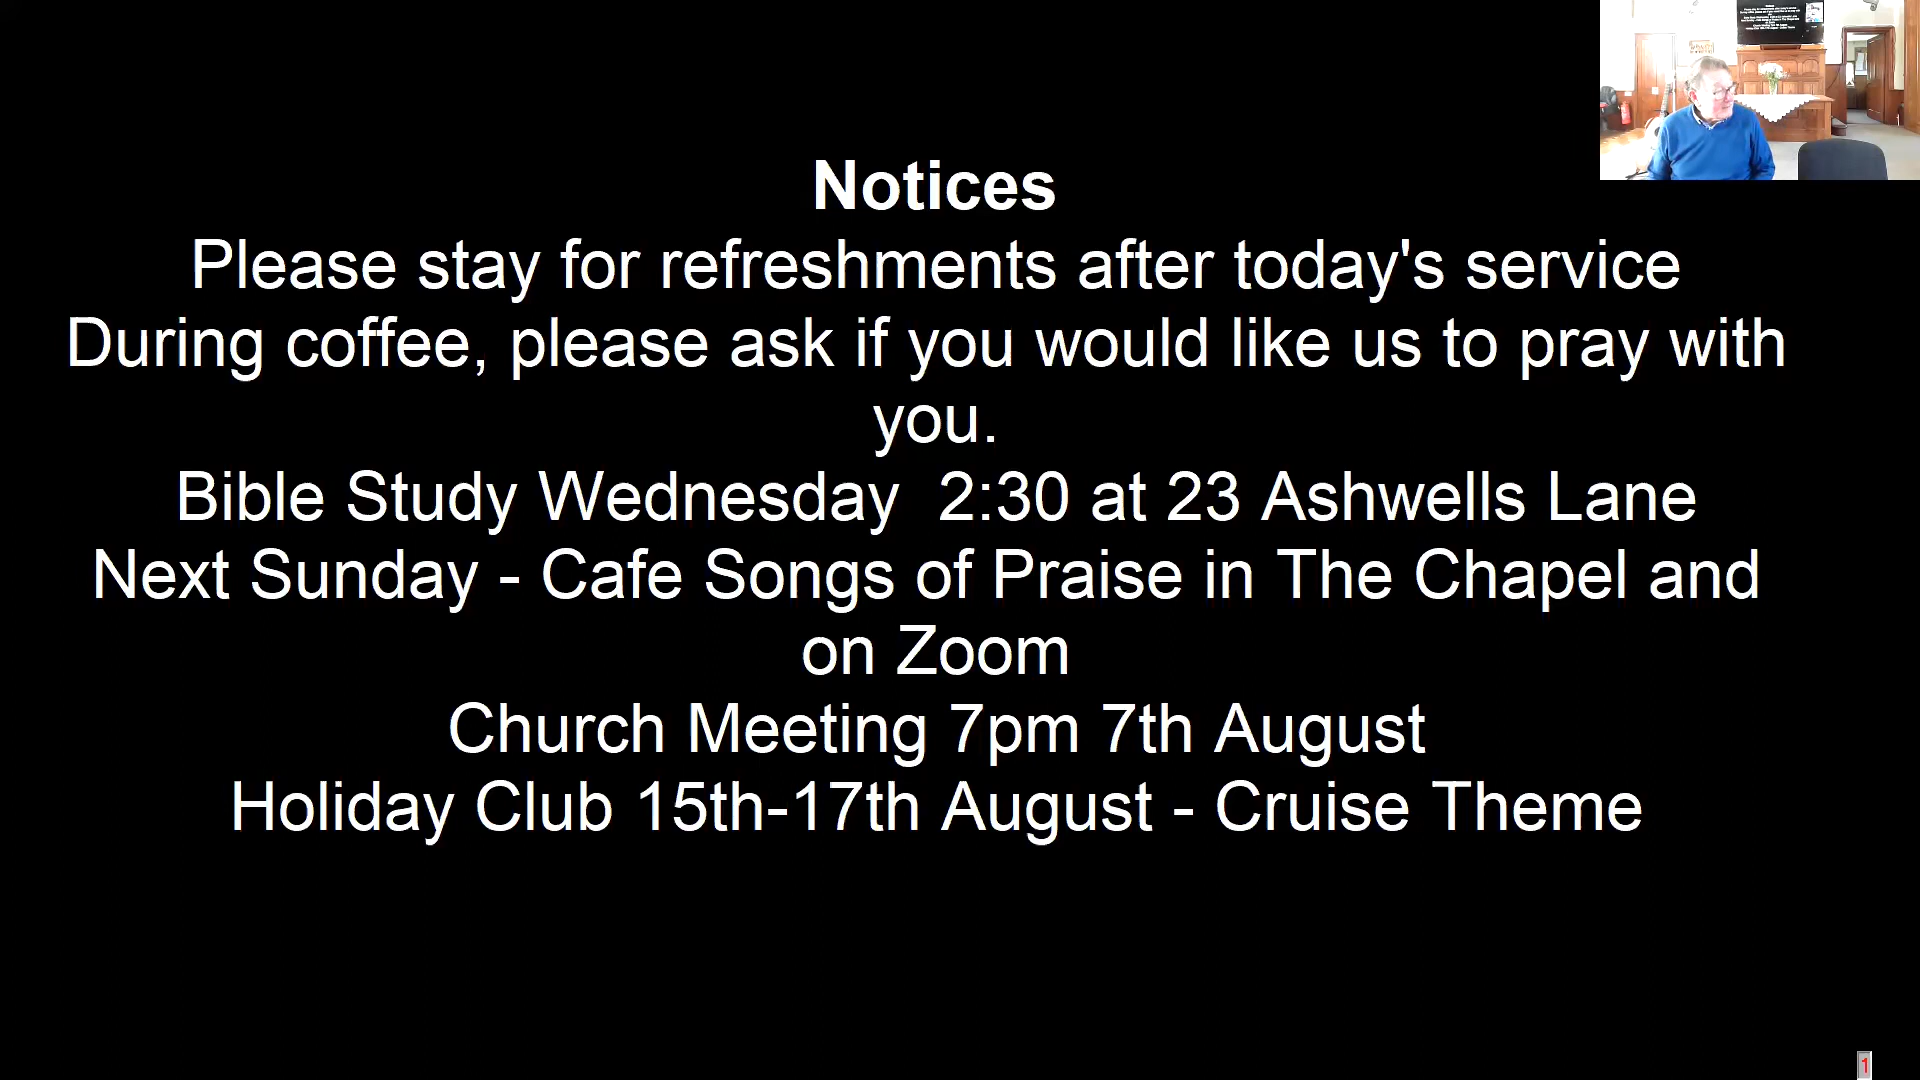 Notices
Please stay for refreshments after today's service
During coffee, please ask if you would like us to pray with
you.
Bible Study Wednesday  2:30 at 23 Ashwells Lane
Next Sunday - Cafe Songs of Praise in The Chapel and
on Zoom
Church Meeting 7pm 7th August
Holiday Club 15th-17th August - Cruise Theme
1